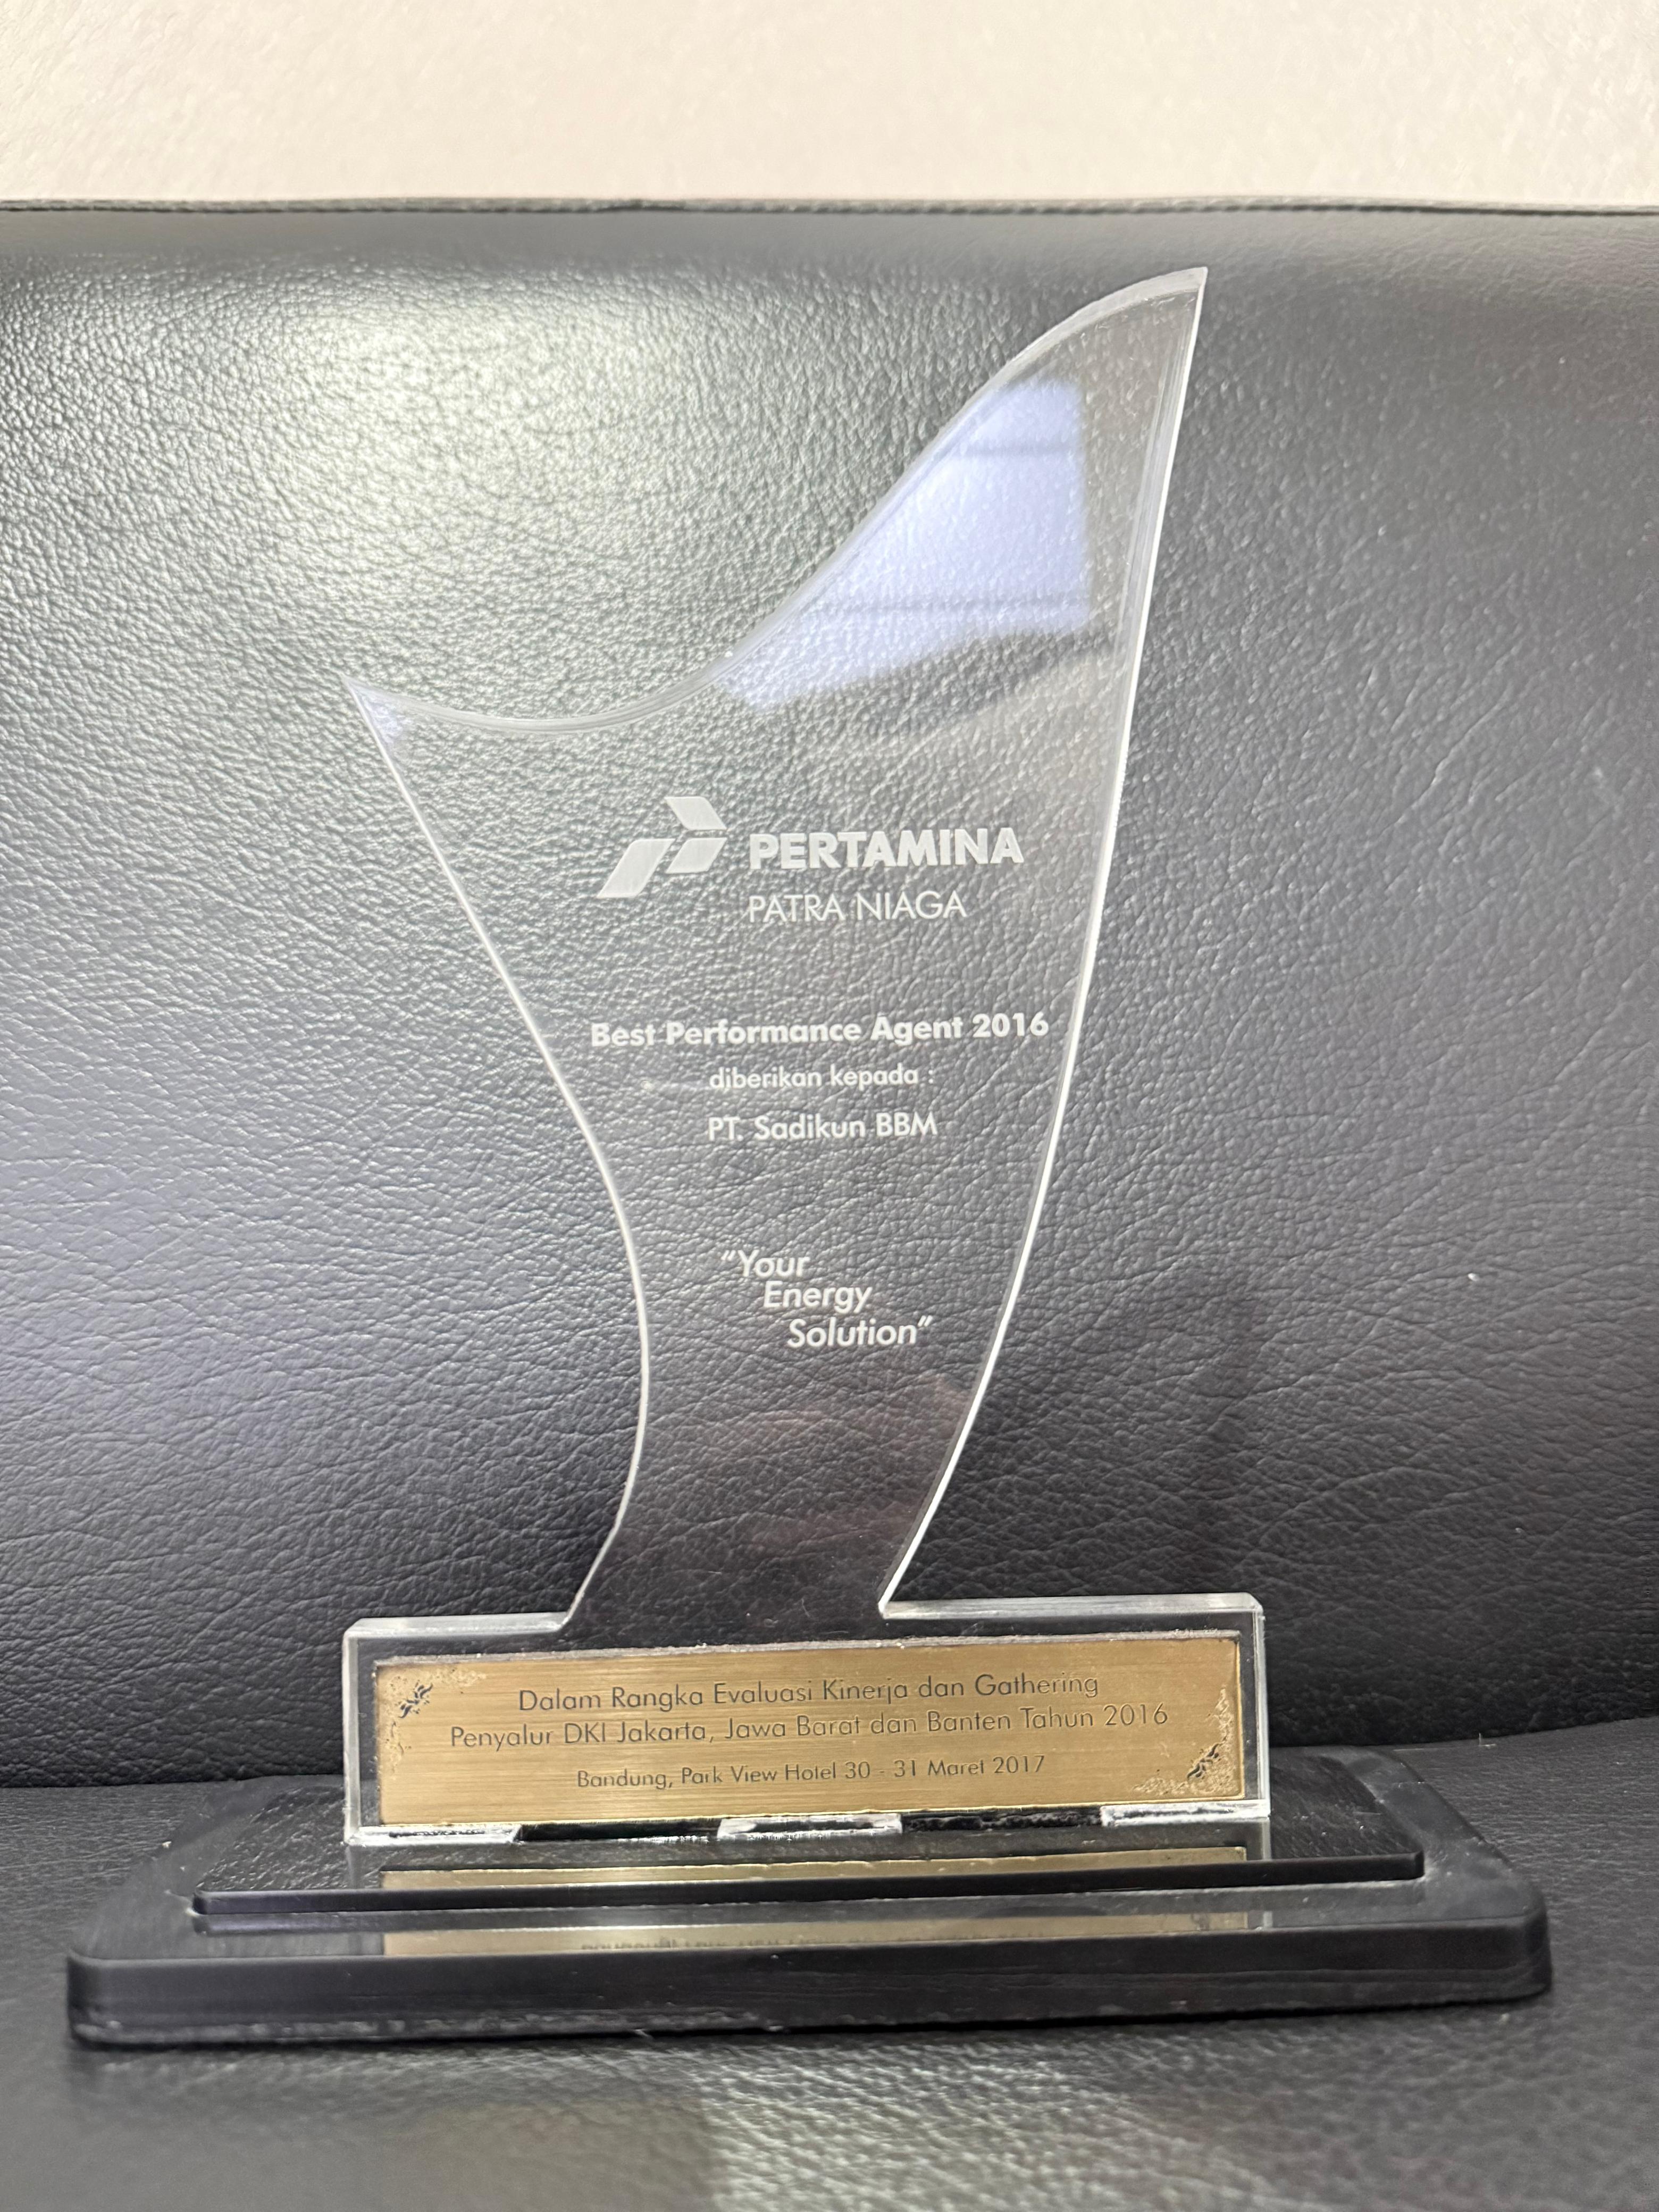 PERTAMINA
PATRA NIAGA
Best Performance Agent 2016
diberikan kepada :
PT. Sadikun BBM
"Your
Energy
Solution"
Dalam Rangka Evaluasi Kinerja dan Gathering
Penyalur DKI Jakarta, Jawa Barat dan Banten Tahun 2016
Bandung, Park View Hotel 30 - 31 Maret 2017